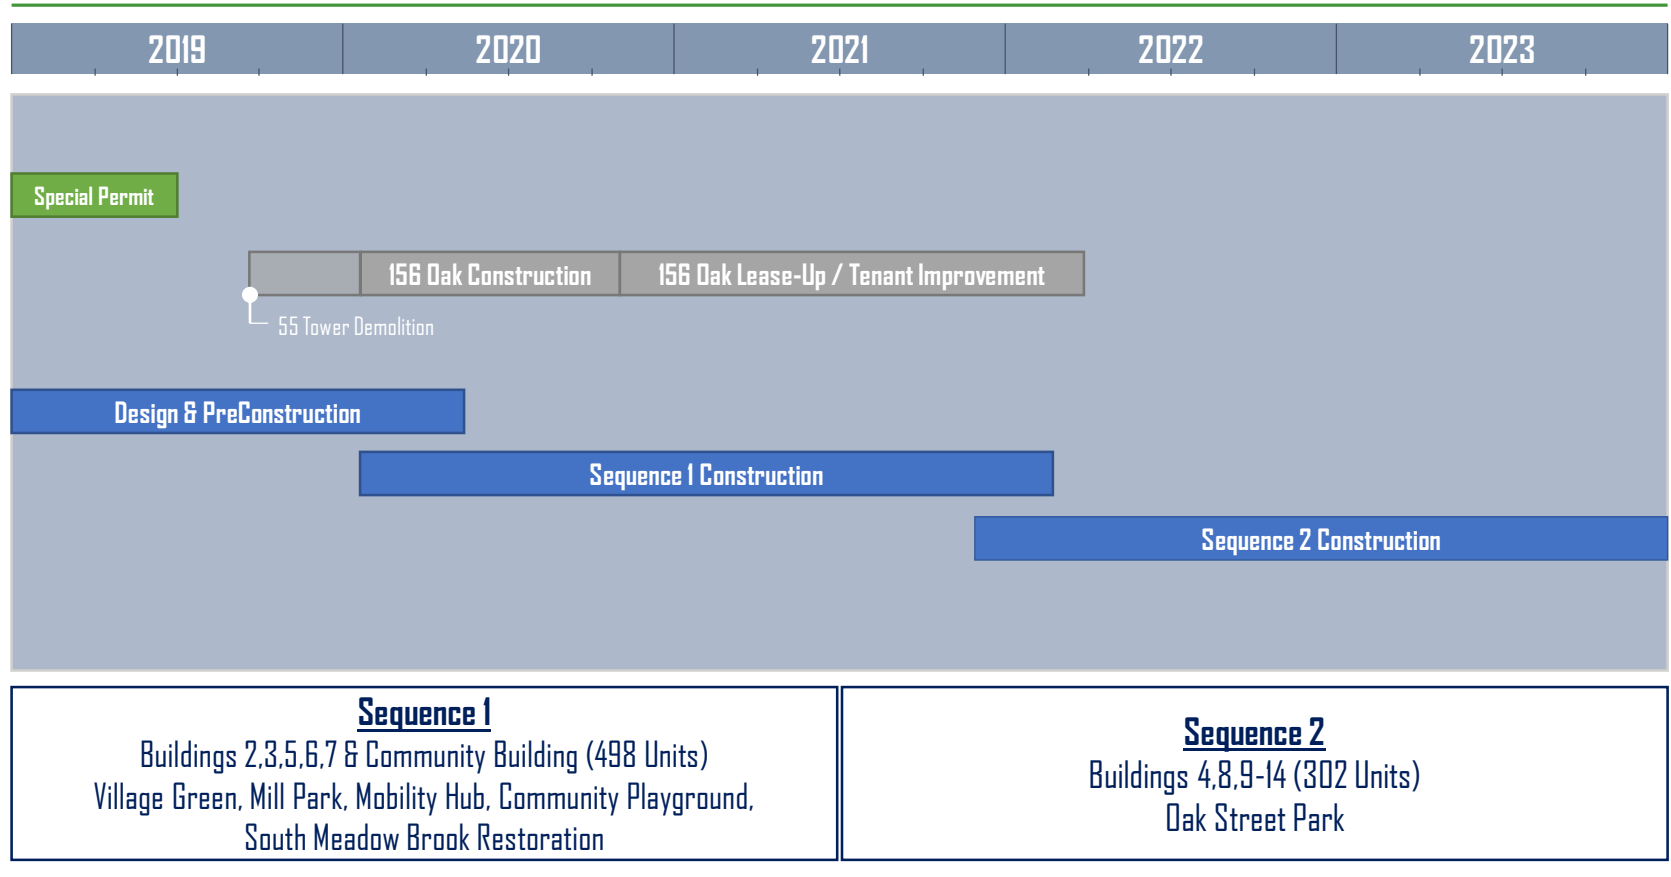 2019 2020 2021 2022 2023
Special Permit
156 Oak Construction 156 Oak Lease-Up / Tenant Improvement
55 Tower Demolition
Design & PreConstruction
Sequence 1 Construction
Sequence 2 Construction
Sequence 1
Buildings 2,3,5,6,7 & Community Building (498 Units)
Village Green, Mill Park, Mobility Hub, Community Playground,
South Meadow Brook Restoration
Sequence 2
Buildings 4,8,9-14 (302 Units)
Oak Street Park